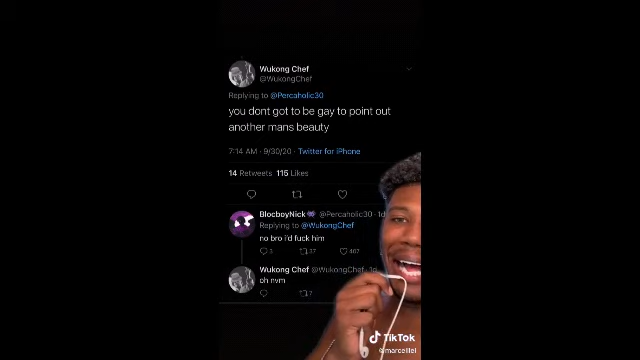 Wukong Chef
@WukongChef
Replying to @Percaholic30
you dont got to be gay to point out
another mans beauty
7:14 AM · 9/30/20 · Twitter for iPhone
14 Retweets 115 Likes
BlocboyNick😈 @Percaholic30 · 1d
Replying to @WukongChef
no bro i'd fuck him
3 37 467
Wukong Chef @WukongChef · 1d
oh nvm
7
TikTok